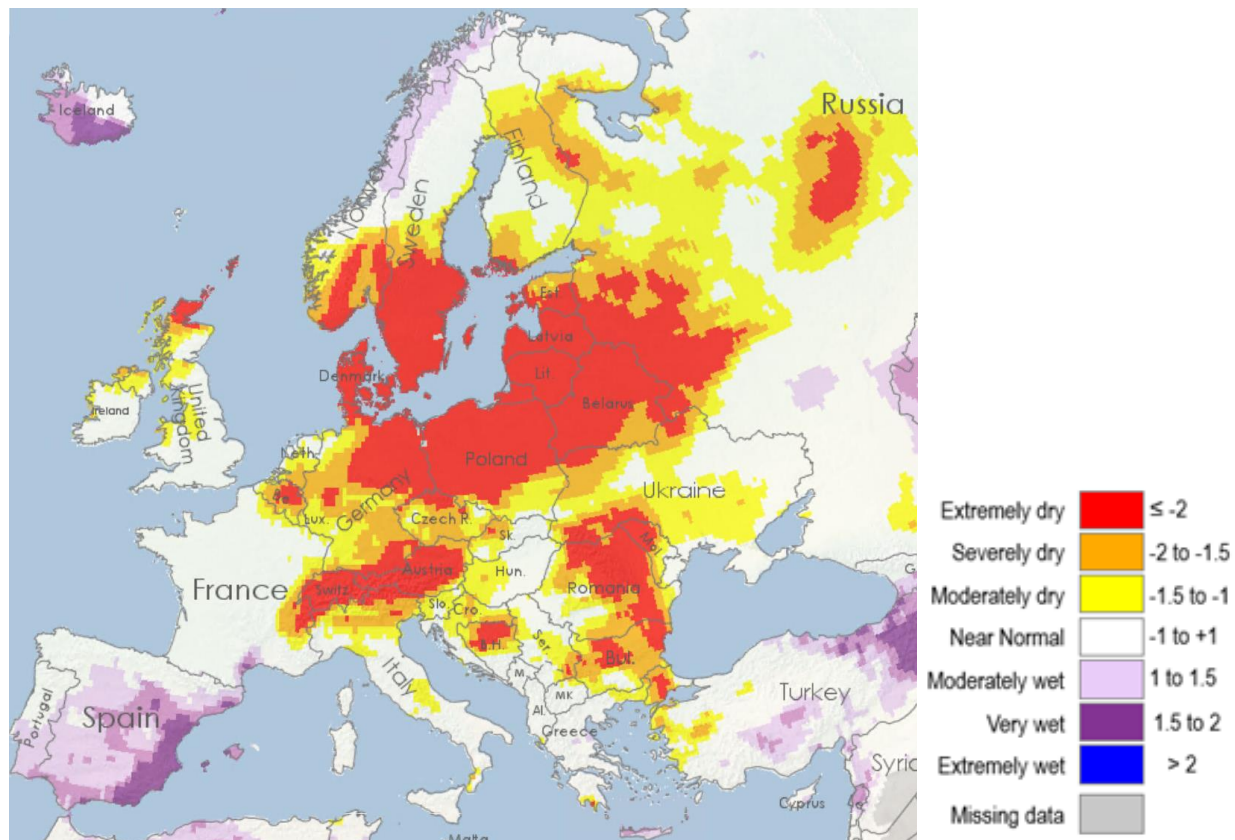 Iceland
Russia
Finland
Norway
Sweden
Est.
Latvia
Denmark
Lit.
Ireland
United
Kingdom
Belarus
Neth.
Poland
Be.
Germany
Ukraine
Lux.
Czech R.
Sk.
Mol.
Austria
Hun.
France
Switz.
Romania
G
Slo.
Cro.
B.H.
Ser.
Bul.
Italy
M.
MK
Turkey
Portugal
Spain
Al.
Greece
Syria
Cyprus
Malta
Extremely dry ≤ -2
Severely dry -2 to -1.5
Moderately dry -1.5 to -1
Near Normal -1 to +1
Moderately wet 1 to 1.5
Very wet 1.5 to 2
Extremely wet > 2
Missing data